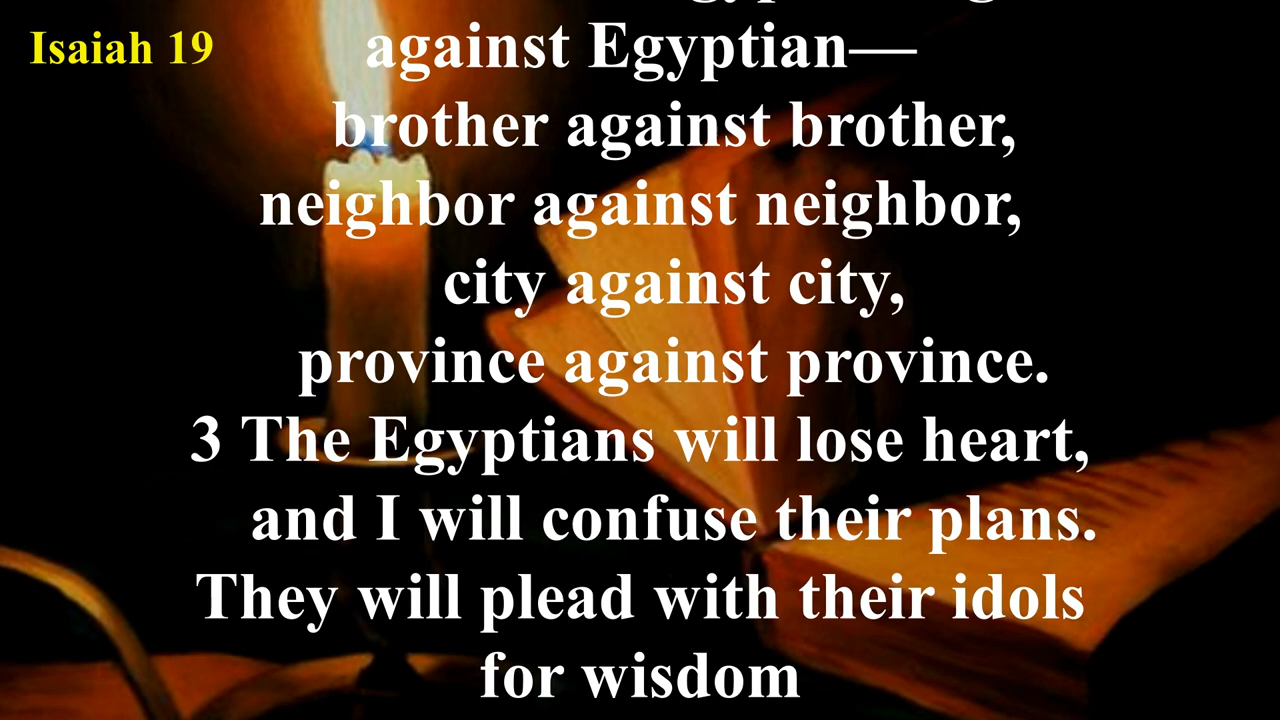 Isaiah 19
against Egyptian—
brother against brother,
neighbor against neighbor,
city against city,
province against province.
3 The Egyptians will lose heart,
and I will confuse their plans.
They will plead with their idols
for wisdom